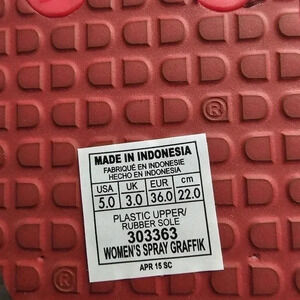 MADE IN INDONESIA
FABRIQUÉ EN INDONESIE
HECHO EN INDONESIA
USA UK EUR cm
5.0 3.0 36.0 22.0
PLASTIC UPPER/
RUBBER SOLE
303363
WOMEN'S SPRAY GRAFFIK
APR 15 SC
®
®